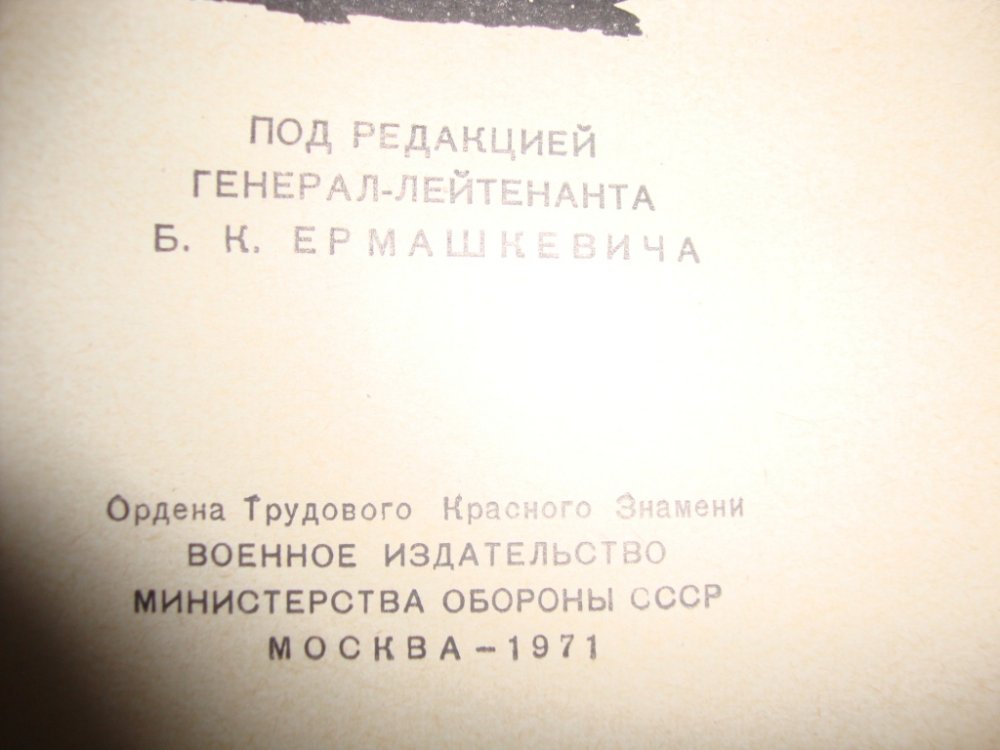 ПОД РЕДАКЦИЕЙ
ГЕНЕРАЛ-ЛЕЙТЕНАНТА
Б. К. ЕРМАШКЕВИЧА
Ордена Трудового Красного Знамени
ВОЕННОЕ ИЗДАТЕЛЬСТВО
МИНИСТЕРСТВА ОБОРОНЫ СССР
МОСКВА – 1971